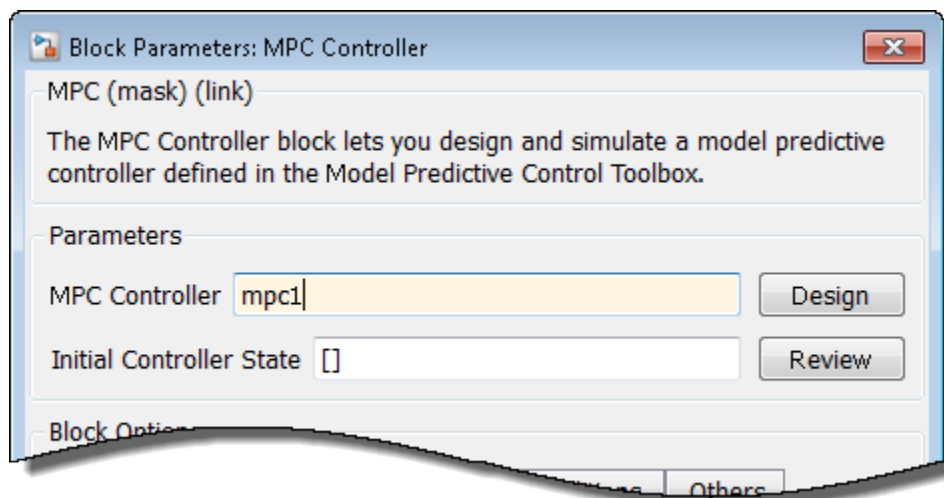 Block Parameters: MPC Controller
MPC (mask) (link)
The MPC Controller block lets you design and simulate a model predictive
controller defined in the Model Predictive Control Toolbox.
Parameters
MPC Controller mpc1 Design
Initial Controller State [] Review
Block
Others